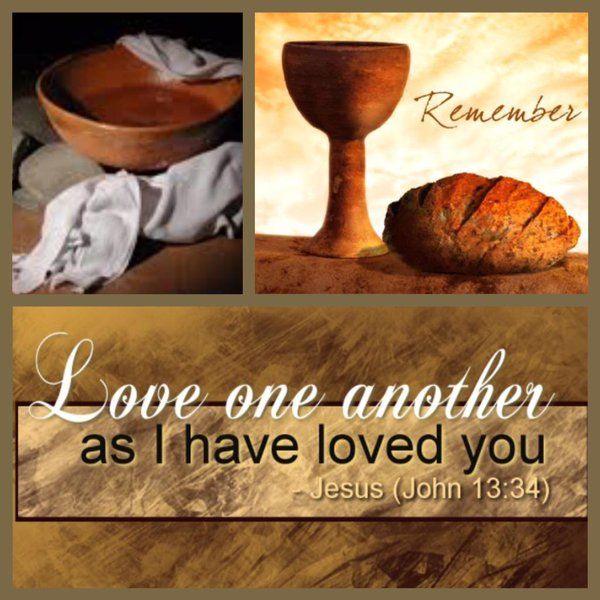 Remember
Love one another
as I have loved you
- Jesus (John 13:34)